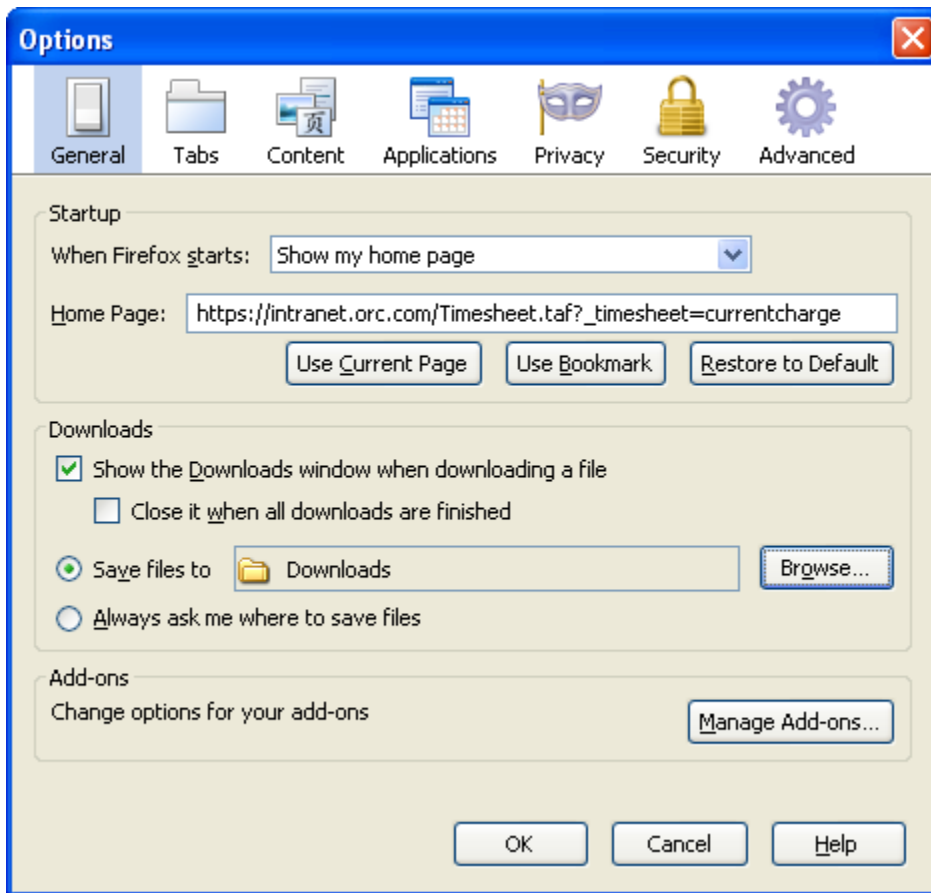 Options
General Tabs Content Applications Privacy Security Advanced
页
Startup
When Firefox starts: Show my home page
Home Page: https://intranet.orc.com/Timesheet.taf?_timesheet=currentcharge
Use Current Page Use Bookmark Restore to Default
Downloads
Show the Downloads window when downloading a file
Close it when all downloads are finished
Save files to Downloads Browse...
Always ask me where to save files
Add-ons
Change options for your add-ons Manage Add-ons...
OK Cancel Help